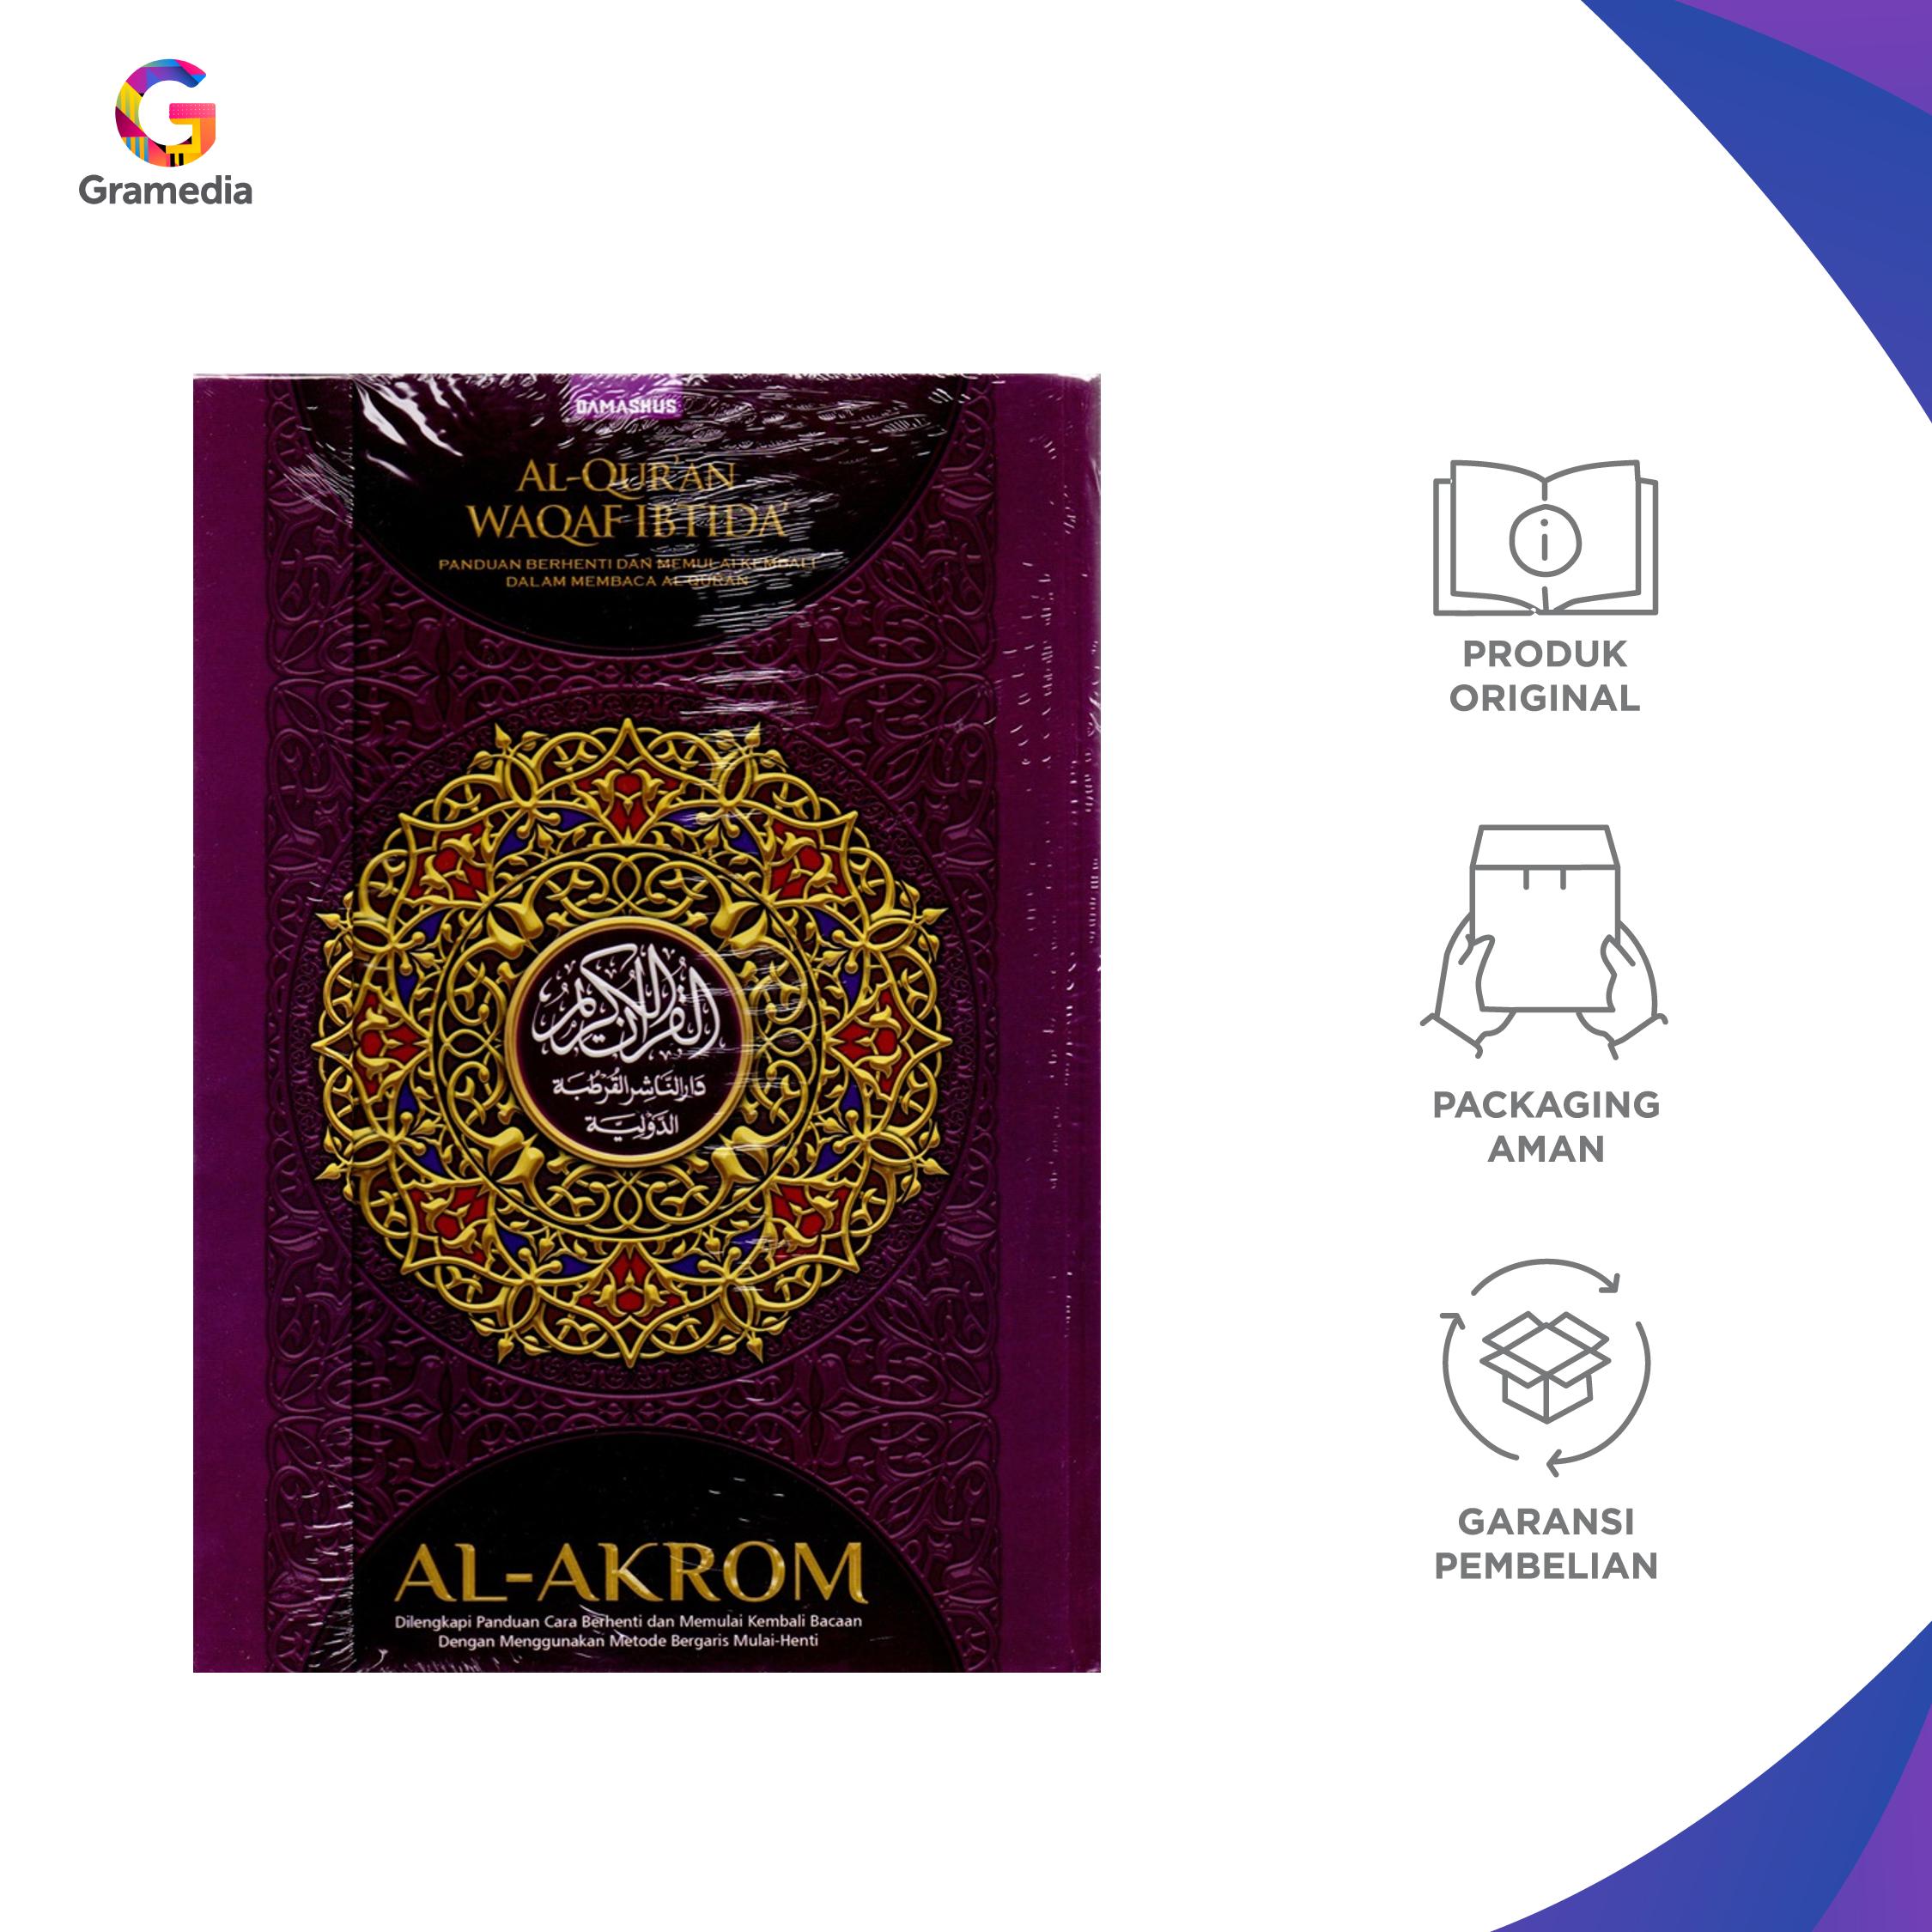 Gramedia
DAMASHUS
AL-QUR'AN
WAQAF IBTIDA'
PANDUAN BERHENTI DAN MEMULAI KEMBALI
DALAM MEMBACA AL QURAN
القرآن الكريم
دار الناشر القرطبة
الدَّوْلِيَّة
AL-AKROM
Dilengkapi Panduan Cara Berhenti dan Memulai Kembali Bacaan
Dengan Menggunakan Metode Bergaris Mulai-Henti
PRODUK
ORIGINAL
PACKAGING
AMAN
GARANSI
PEMBELIAN